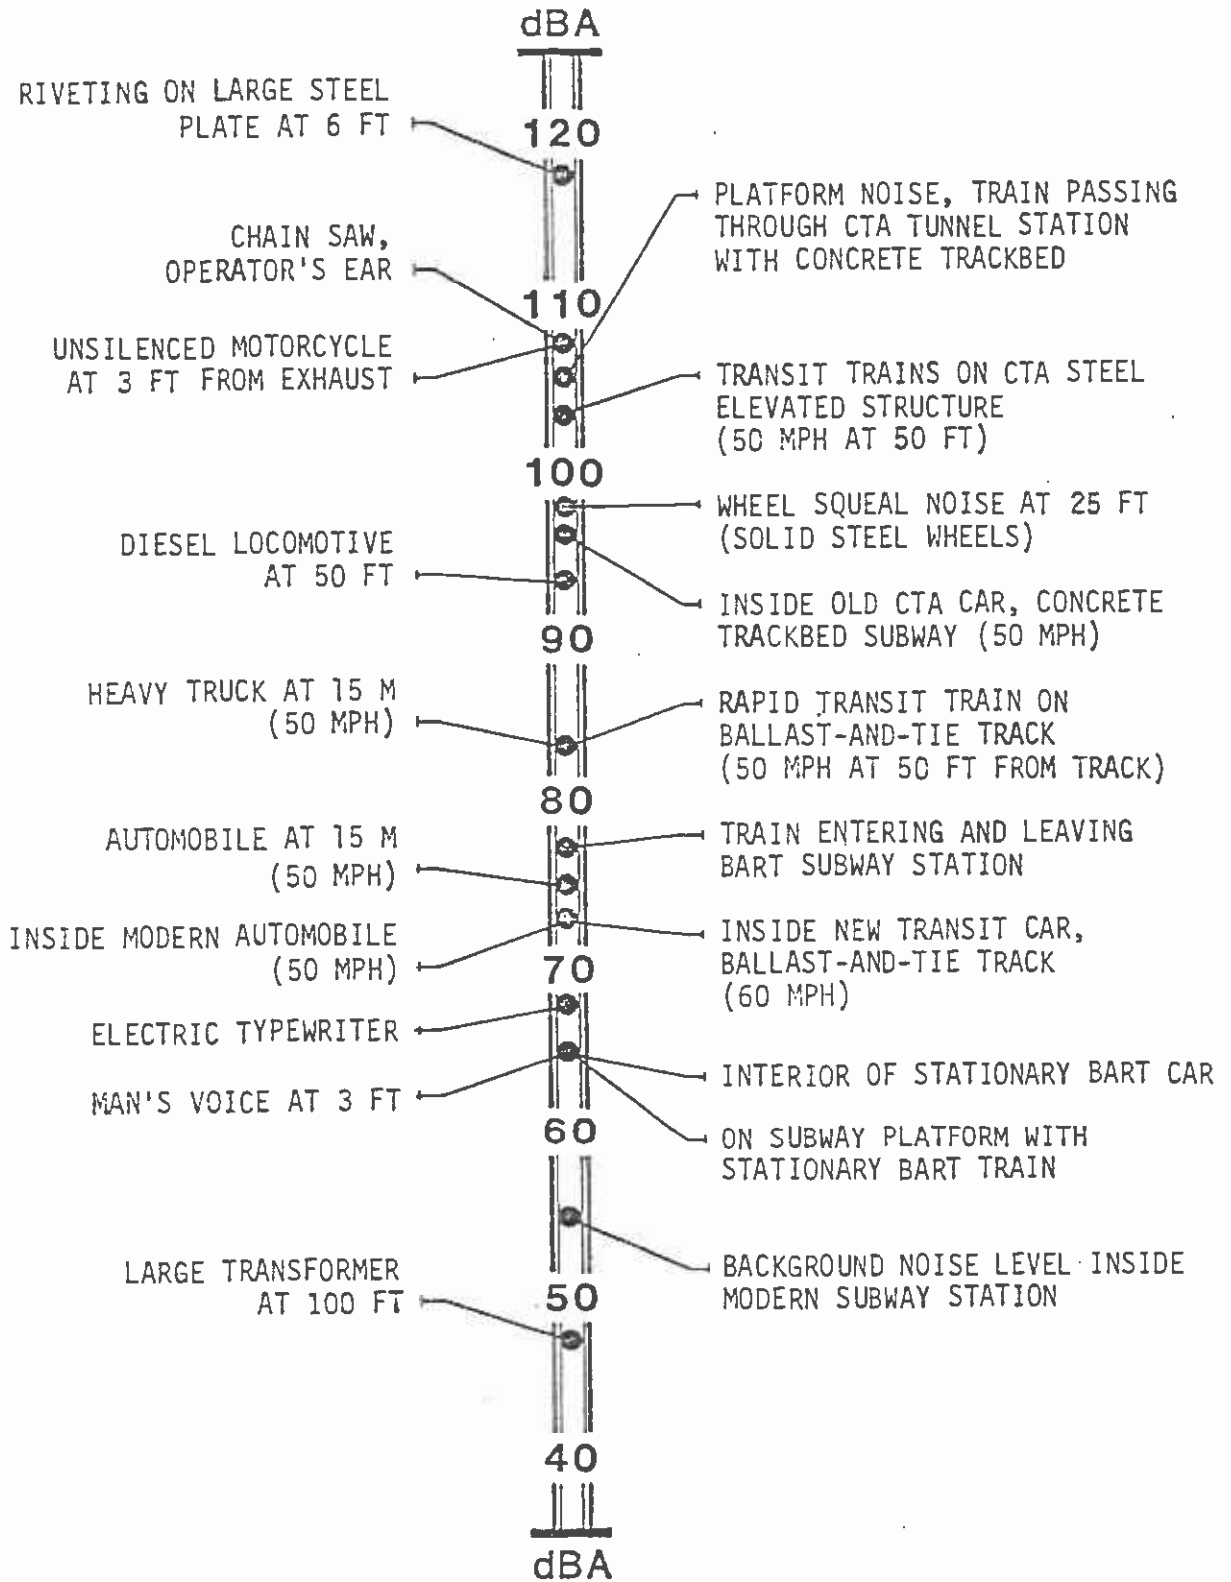 dBA
RIVETING ON LARGE STEEL
PLATE AT 6 FT
120
PLATFORM NOISE, TRAIN PASSING
THROUGH CTA TUNNEL STATION
WITH CONCRETE TRACKBED
CHAIN SAW,
OPERATOR'S EAR
110
UNSILENCED MOTORCYCLE
AT 3 FT FROM EXHAUST
TRANSIT TRAINS ON CTA STEEL
ELEVATED STRUCTURE
(50 MPH AT 50 FT)
100
WHEEL SQUEAL NOISE AT 25 FT
(SOLID STEEL WHEELS)
DIESEL LOCOMOTIVE
AT 50 FT
INSIDE OLD CTA CAR, CONCRETE
TRACKBED SUBWAY (50 MPH)
90
HEAVY TRUCK AT 15 M
(50 MPH)
RAPID TRANSIT TRAIN ON
BALLAST-AND-TIE TRACK
(50 MPH AT 50 FT FROM TRACK)
80
AUTOMOBILE AT 15 M
(50 MPH)
TRAIN ENTERING AND LEAVING
BART SUBWAY STATION
INSIDE MODERN AUTOMOBILE
(50 MPH)
INSIDE NEW TRANSIT CAR,
BALLAST-AND-TIE TRACK
(60 MPH)
70
ELECTRIC TYPEWRITER
INTERIOR OF STATIONARY BART CAR
MAN'S VOICE AT 3 FT
60
ON SUBWAY PLATFORM WITH
STATIONARY BART TRAIN
BACKGROUND NOISE LEVEL INSIDE
MODERN SUBWAY STATION
LARGE TRANSFORMER
AT 100 FT
50
40
dBA